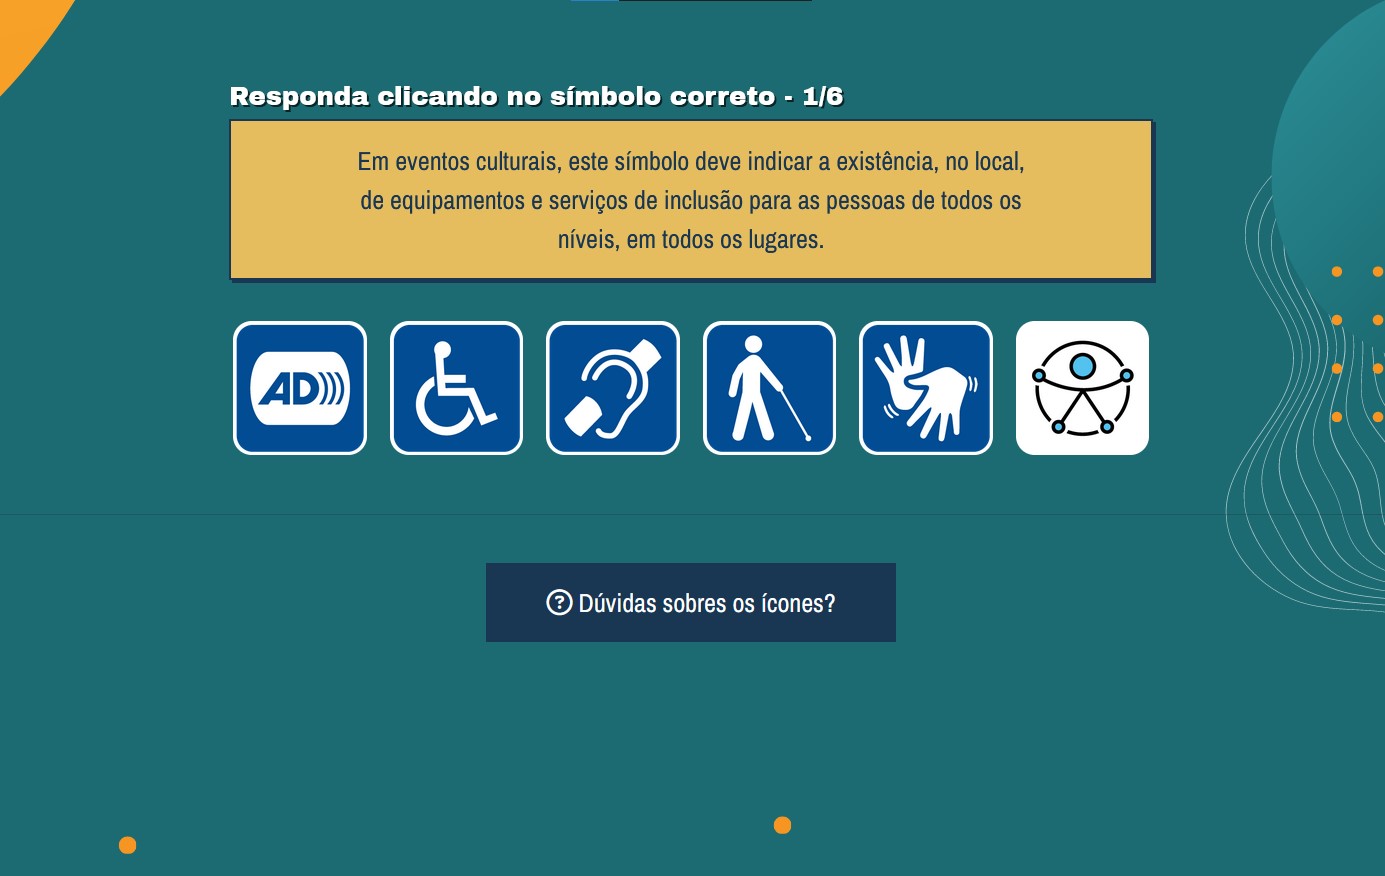 Responda clicando no símbolo correto - 1/6
Em eventos culturais, este símbolo deve indicar a existência, no local,
de equipamentos e serviços de inclusão para as pessoas de todos os
níveis, em todos os lugares.
AD
? Dúvidas sobres os ícones?